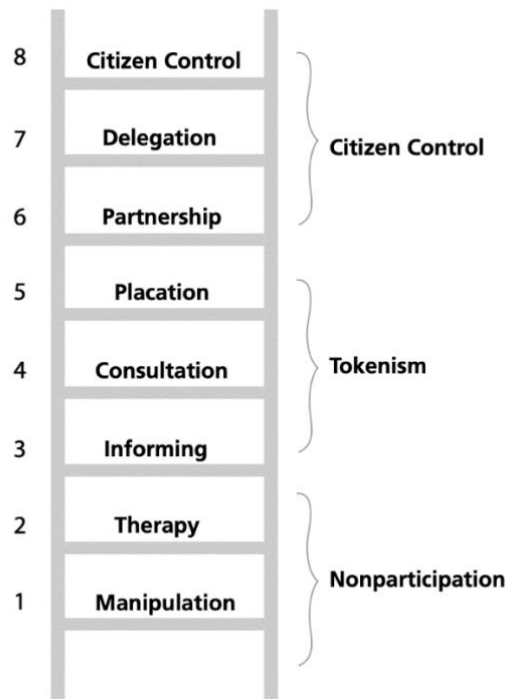 8 Citizen Control
7 Delegation
Citizen Control
6 Partnership
5 Placation
4 Consultation
Tokenism
3 Informing
2 Therapy
Nonparticipation
1 Manipulation